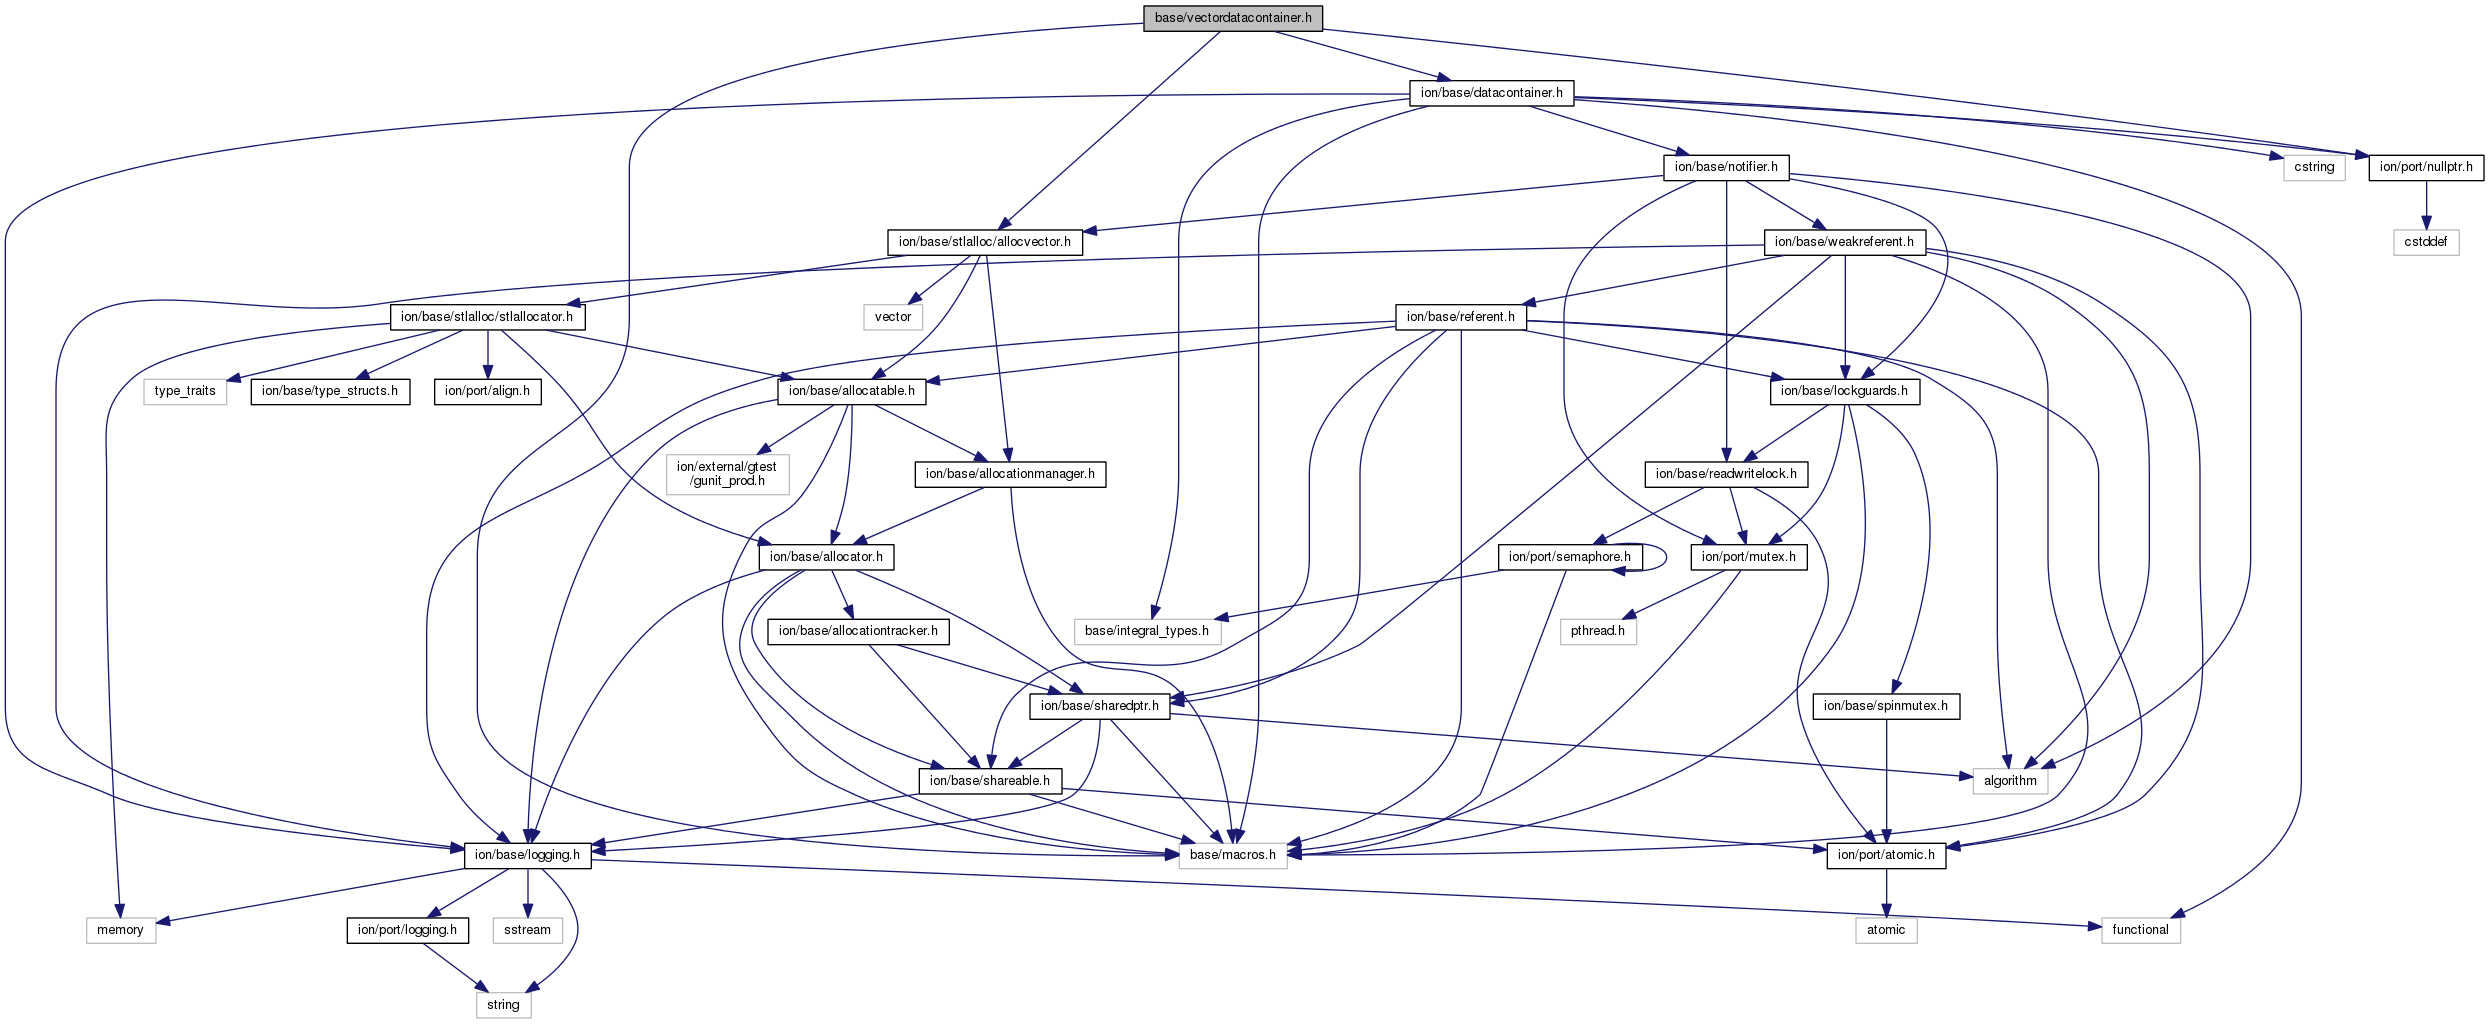 base/vectordatacontainer.h
ion/base/datacontainer.h
ion/base/notifier.h
cstring
ion/port/nullptr.h
ion/base/stlalloc/allocvector.h
ion/base/weakreferent.h
cstddef
ion/base/stlalloc/stlallocator.h
vector
ion/base/referent.h
type_traits
ion/base/type_structs.h
ion/port/align.h
ion/base/allocatable.h
ion/base/lockguards.h
ion/external/gtest
/gunit_prod.h
ion/base/allocationmanager.h
ion/base/readwritelock.h
ion/base/allocator.h
ion/port/semaphore.h
ion/port/mutex.h
ion/base/allocationtracker.h
base/integral_types.h
pthread.h
ion/base/sharedptr.h
ion/base/spinmutex.h
ion/base/shareable.h
algorithm
ion/base/logging.h
base/macros.h
ion/port/atomic.h
memory
ion/port/logging.h
sstream
atomic
functional
string